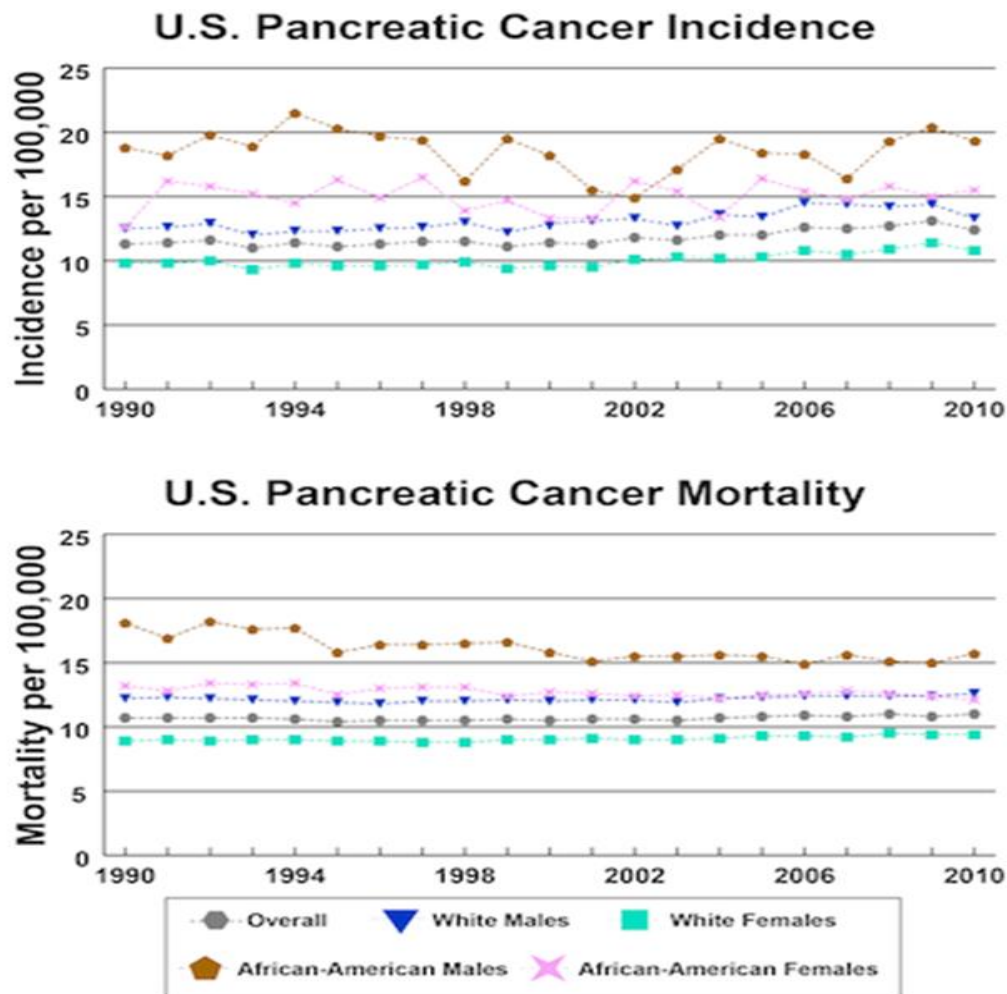 U.S. Pancreatic Cancer Incidence
Incidence per 100,000
25
20
15
10
5
0
1990 1994 1998 2002 2006 2010
U.S. Pancreatic Cancer Mortality
Mortality per 100,000
25
20
15
10
5
0
1990 1994 1998 2002 2006 2010
Overall White Males White Females
African-American Males African-American Females